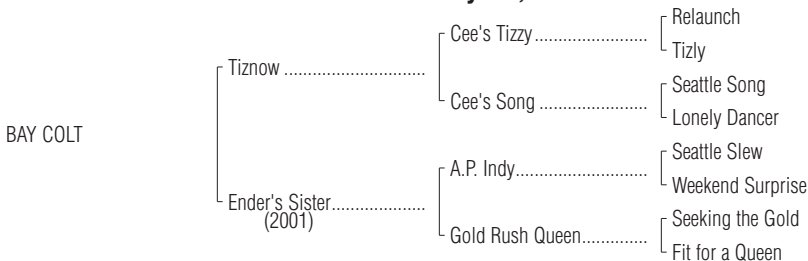 Relaunch
Cee's Tizzy
Tizly
Tiznow
Seattle Song
Cee's Song
Lonely Dancer
BAY COLT
Seattle Slew
A.P. Indy
Weekend Surprise
Ender's Sister
(2001)
Seeking the Gold
Gold Rush Queen
Fit for a Queen